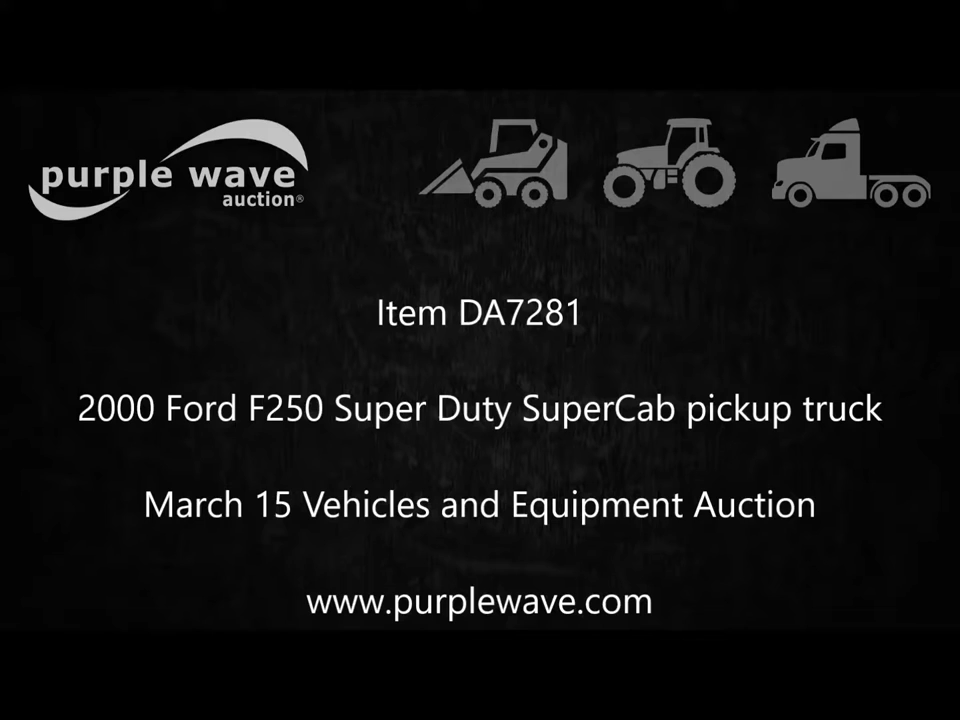 purple wave
auction®
Item DA7281
2000 Ford F250 Super Duty SuperCab pickup truck
March 15 Vehicles and Equipment Auction
www.purplewave.com